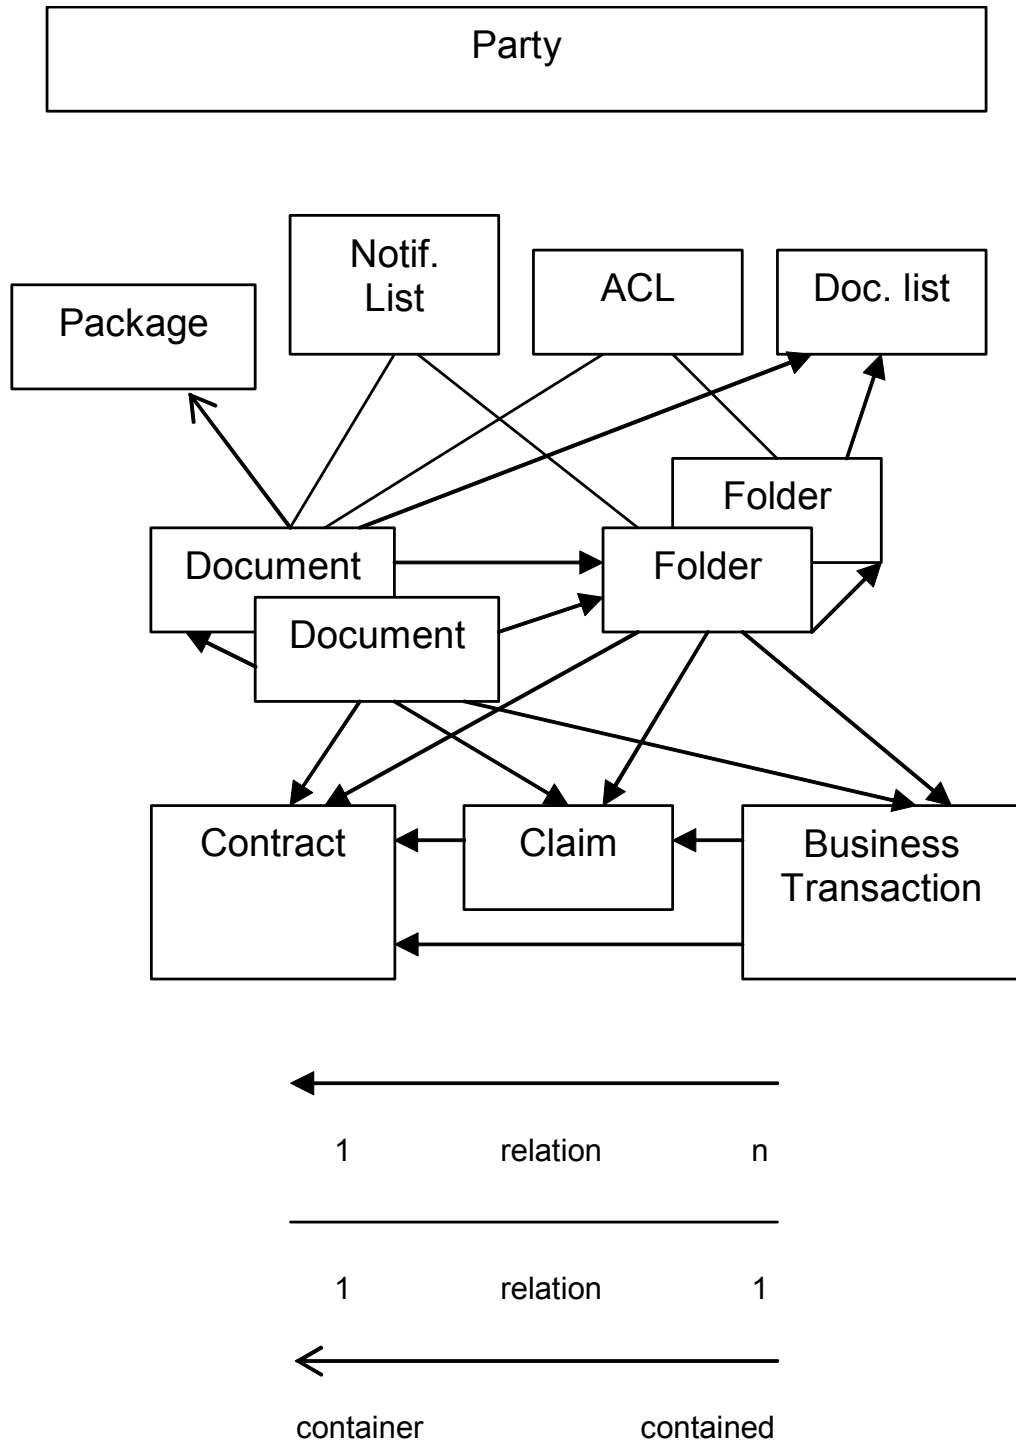 Party
Notif.
List
ACL
Doc. list
Package
Folder
Document
Folder
Document
Contract
Claim
Business
Transaction
1 relation n
1 relation 1
container contained